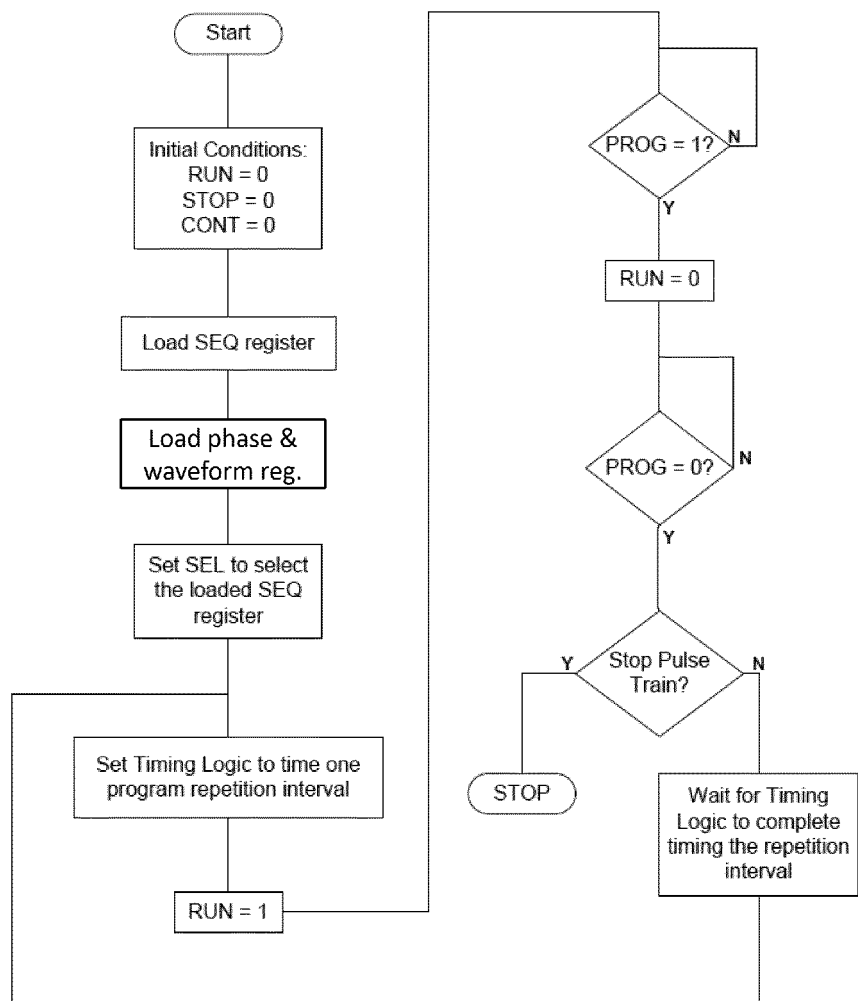 Start
Initial Conditions:
RUN = 0
STOP = 0
CONT = 0
Load SEQ register
Load phase &
waveform reg.
Set SEL to select
the loaded SEQ
register
Set Timing Logic to time one
program repetition interval
RUN = 1
PROG = 1?
N
Y
RUN = 0
PROG = 0?
N
Y
Stop Pulse
Train?
Y
N
STOP
Wait for Timing
Logic to complete
timing the repetition
interval